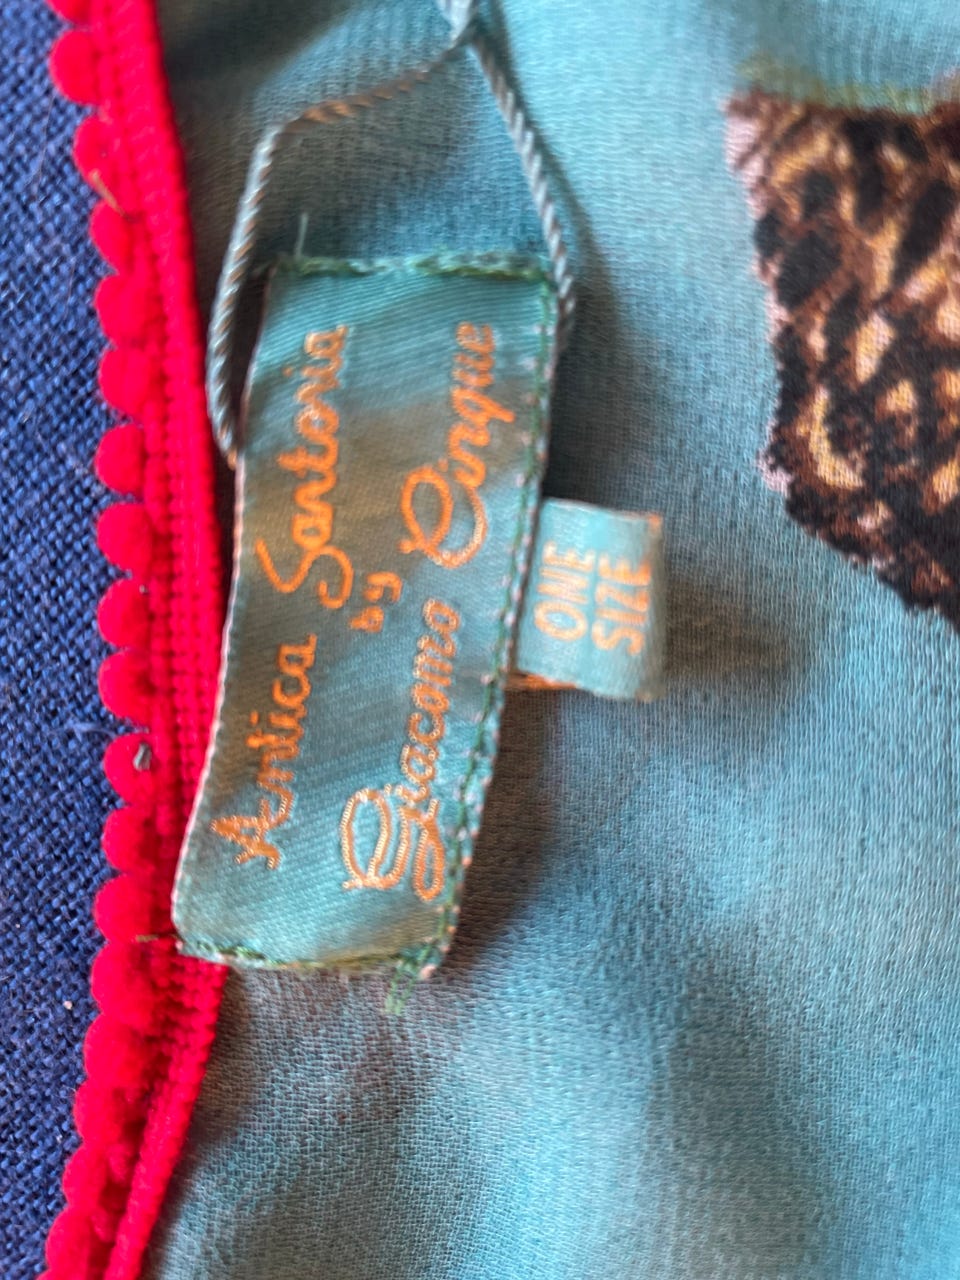 Antica Sartoria
by
Giacomo Cinque
ONE
SIZE